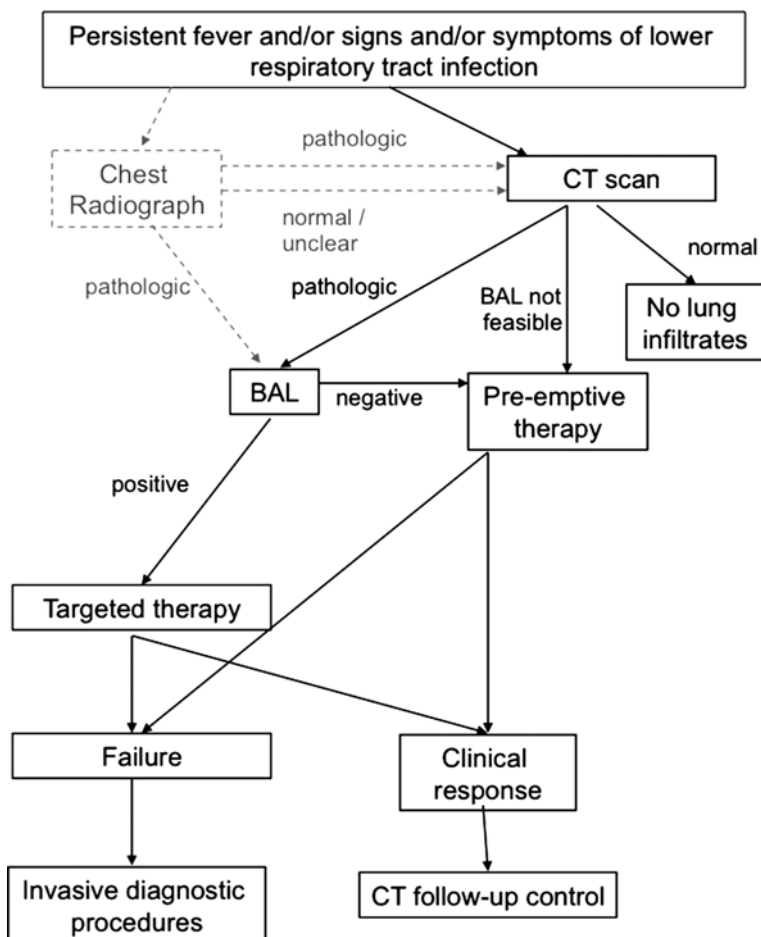 Persistent fever and/or signs and/or symptoms of lower
respiratory tract infection
pathologic
Chest
Radiograph
CT scan
normal /
unclear
normal
pathologic
pathologic
BAL not
feasible
No lung
infiltrates
BAL
negative
Pre-emptive
therapy
positive
Targeted therapy
Failure
Clinical
response
Invasive diagnostic
procedures
CT follow-up control